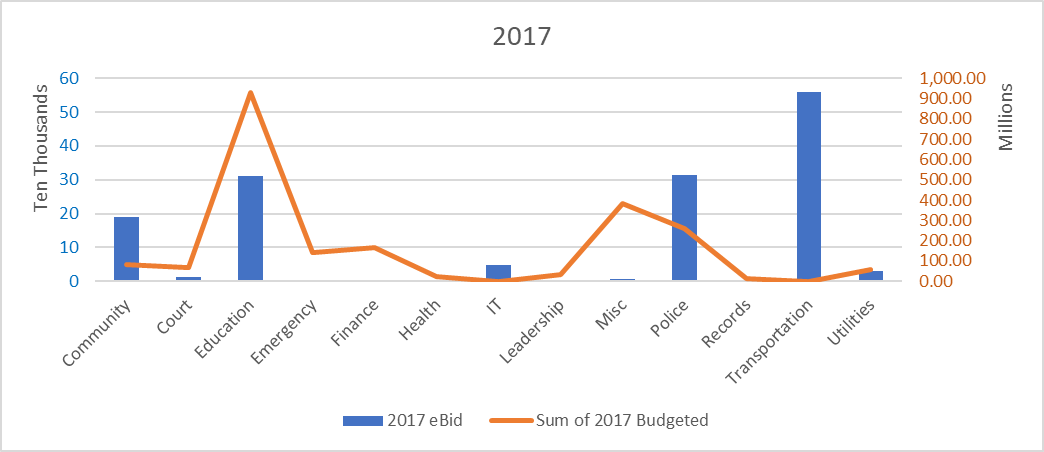 2017
Ten Thousands
60
50
40
30
20
10
0
1,000.00
900.00
800.00
700.00
600.00
500.00
400.00
300.00
200.00
100.00
0.00
Millions
Community
Court
Education
Emergency
Finance
Health
IT
Leadership
Misc
Police
Records
Transportation
Utilities
2017 eBid
Sum of 2017 Budgeted